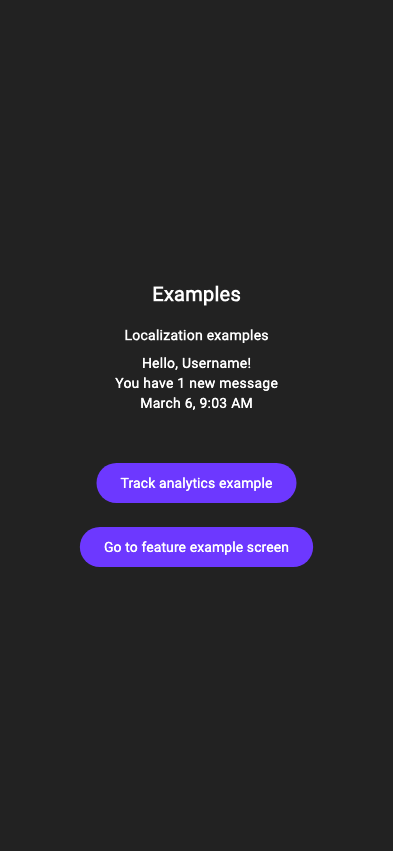 Examples
Localization examples
Hello, Username!
You have 1 new message
March 6, 9:03 AM
Track analytics example
Go to feature example screen